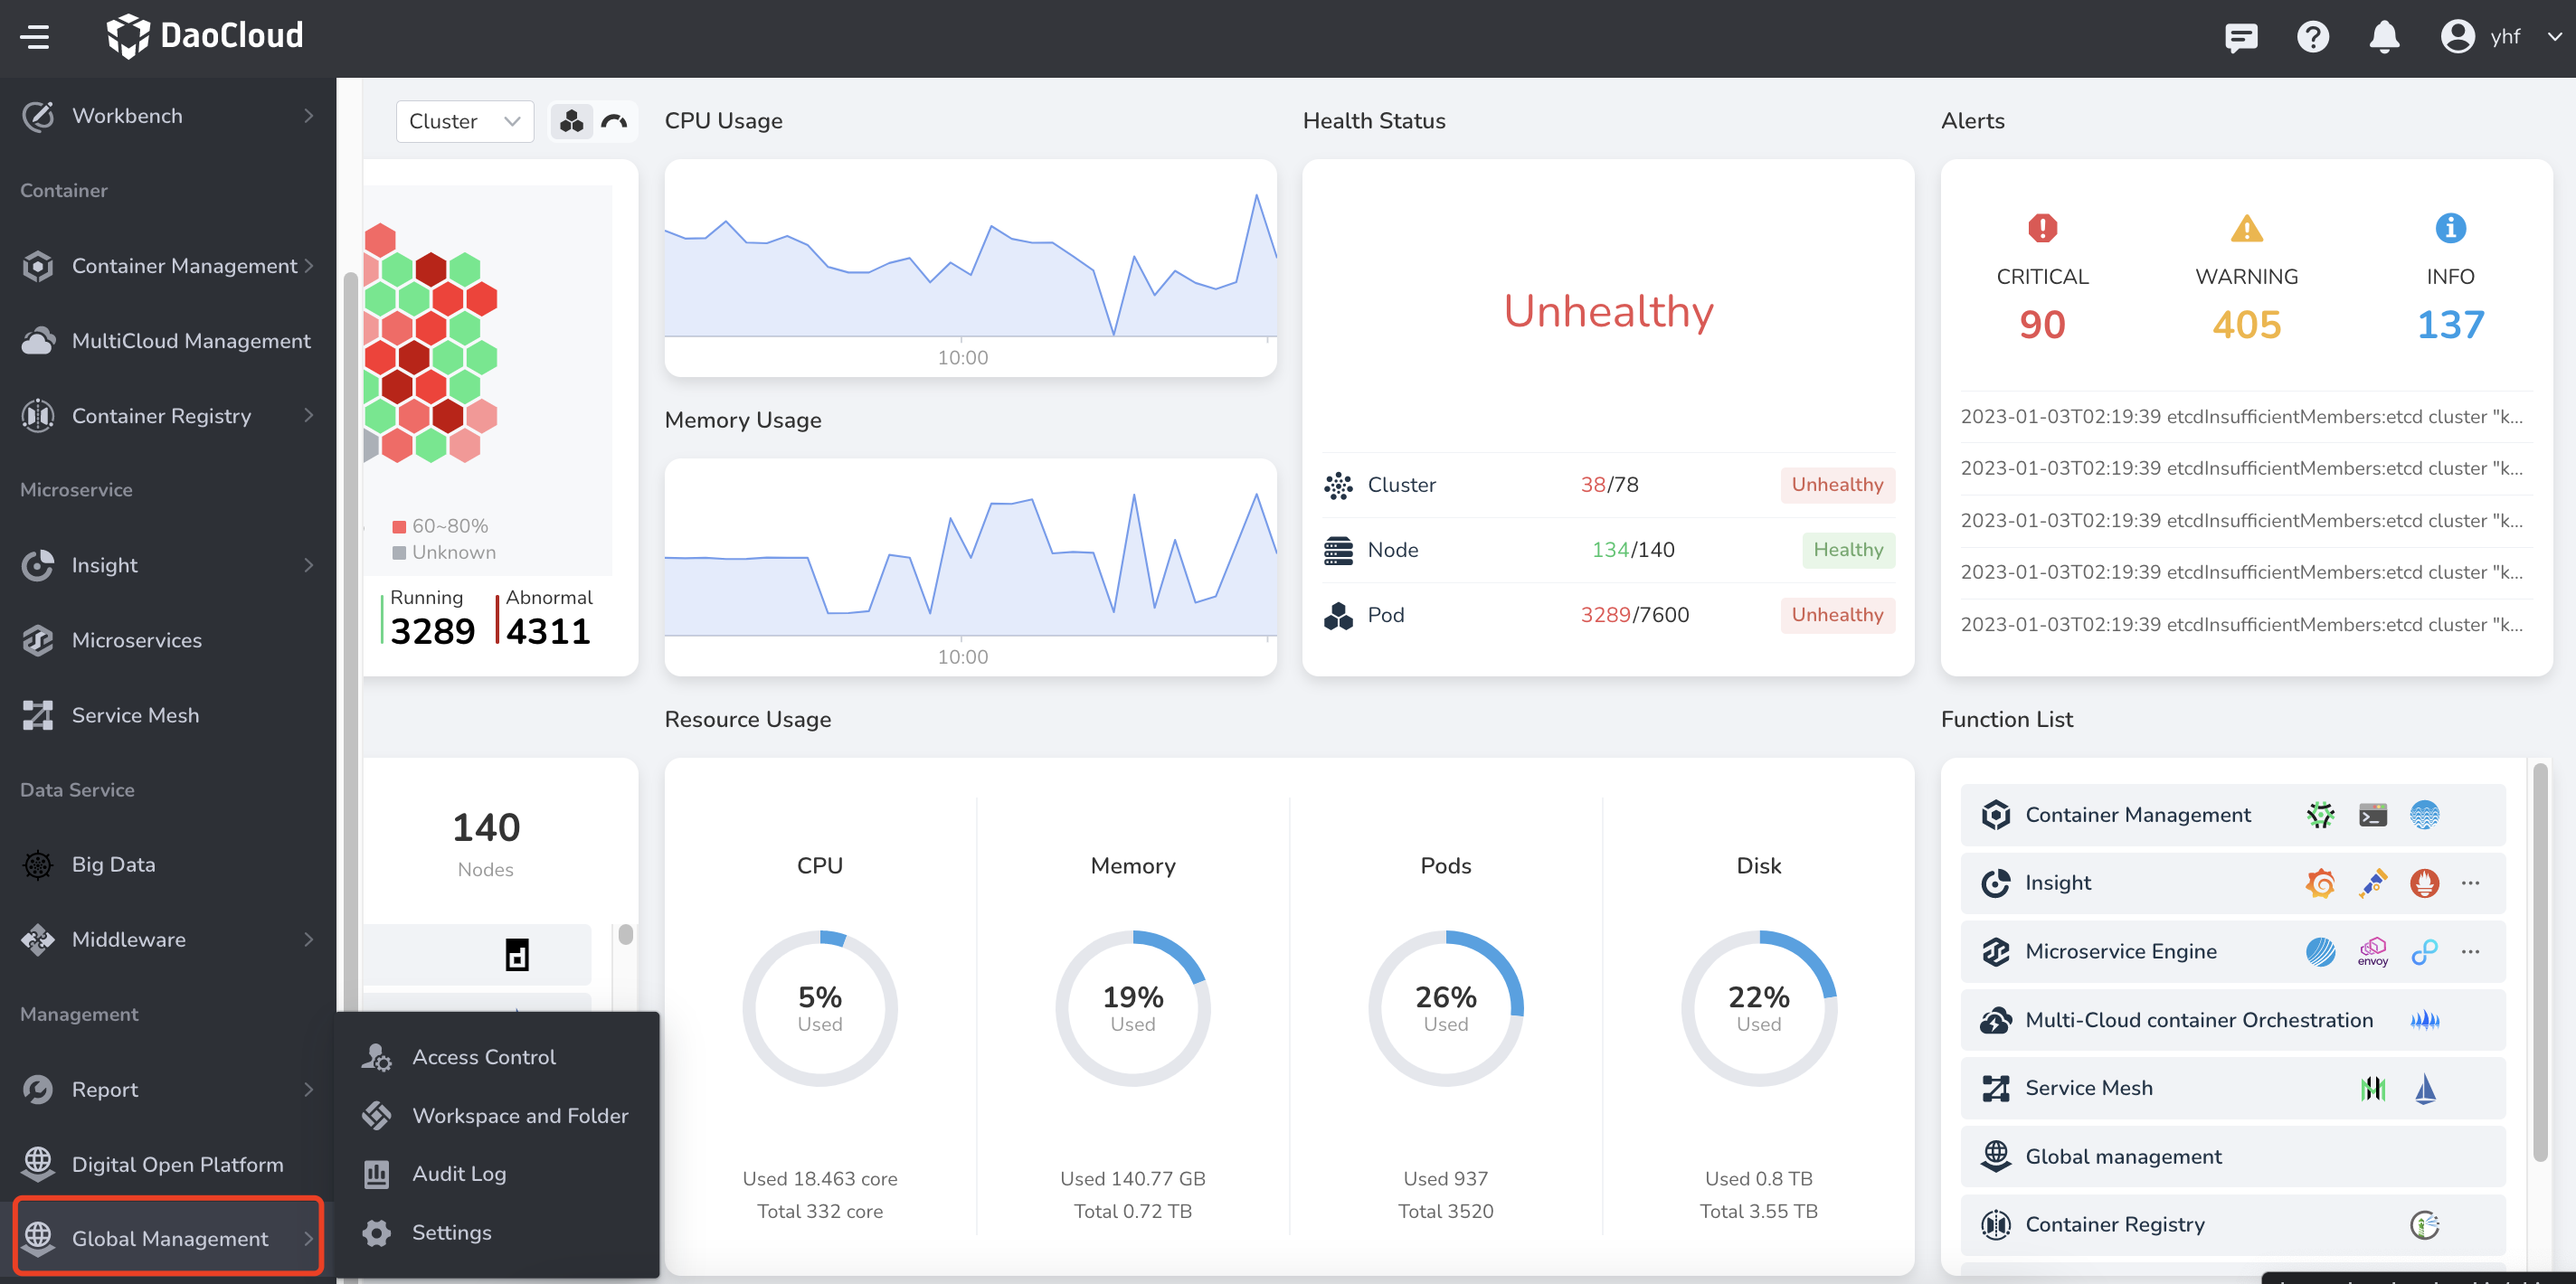 DaoCloud
yhf
Workbench
Container
Container Management
MultiCloud Management
Container Registry
Microservice
Insight
Microservices
Service Mesh
Data Service
Big Data
Middleware
Management
Report
Digital Open Platform
Global Management
Access Control
Workspace and Folder
Audit Log
Settings
Cluster
60~80%
Unknown
Running
3289
Abnormal
4311
140
Nodes
CPU Usage
10:00
Memory Usage
10:00
Health Status
Unhealthy
Cluster 38/78 Unhealthy
Node 134/140 Healthy
Pod 3289/7600 Unhealthy
Alerts
CRITICAL
90
WARNING
405
INFO
137
2023-01-03T02:19:39 etcdInsufficientMembers:etcd cluster "k...
2023-01-03T02:19:39 etcdInsufficientMembers:etcd cluster "k...
2023-01-03T02:19:39 etcdInsufficientMembers:etcd cluster "k...
2023-01-03T02:19:39 etcdInsufficientMembers:etcd cluster "k...
2023-01-03T02:19:39 etcdInsufficientMembers:etcd cluster "k...
Resource Usage
CPU
5%
Used
Used 18.463 core
Total 332 core
Memory
19%
Used
Used 140.77 GB
Total 0.72 TB
Pods
26%
Used
Used 937
Total 3520
Disk
22%
Used
Used 0.8 TB
Total 3.55 TB
Function List
Container Management
Insight
...
Microservice Engine
envoy
...
Multi-Cloud container Orchestration
Service Mesh
Global management
Container Registry